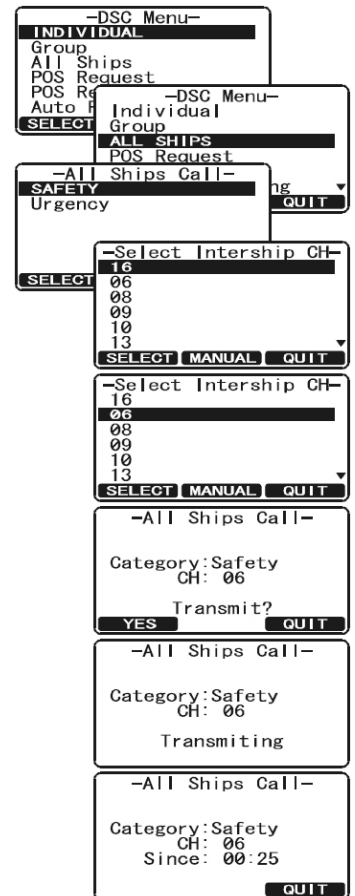 —DSC Menu—
INDIVIDUAL
Group
All Ships
POS Request
POS Re
Auto
SELECT
—DSC Menu—
Individual
Group
ALL SHIPS
POS Request
ng
QUIT
—All Ships Call—
SAFETY
Urgency
SELECT
—Select Intership CH—
16
06
08
09
10
13
SELECT MANUAL QUIT
—Select Intership CH—
16
06
08
09
10
13
SELECT MANUAL QUIT
—All Ships Call—
Category:Safety
CH: 06
Transmit?
YES QUIT
—All Ships Call—
Category:Safety
CH: 06
Transmiting
—All Ships Call—
Category:Safety
CH: 06
Since: 00:25
QUIT